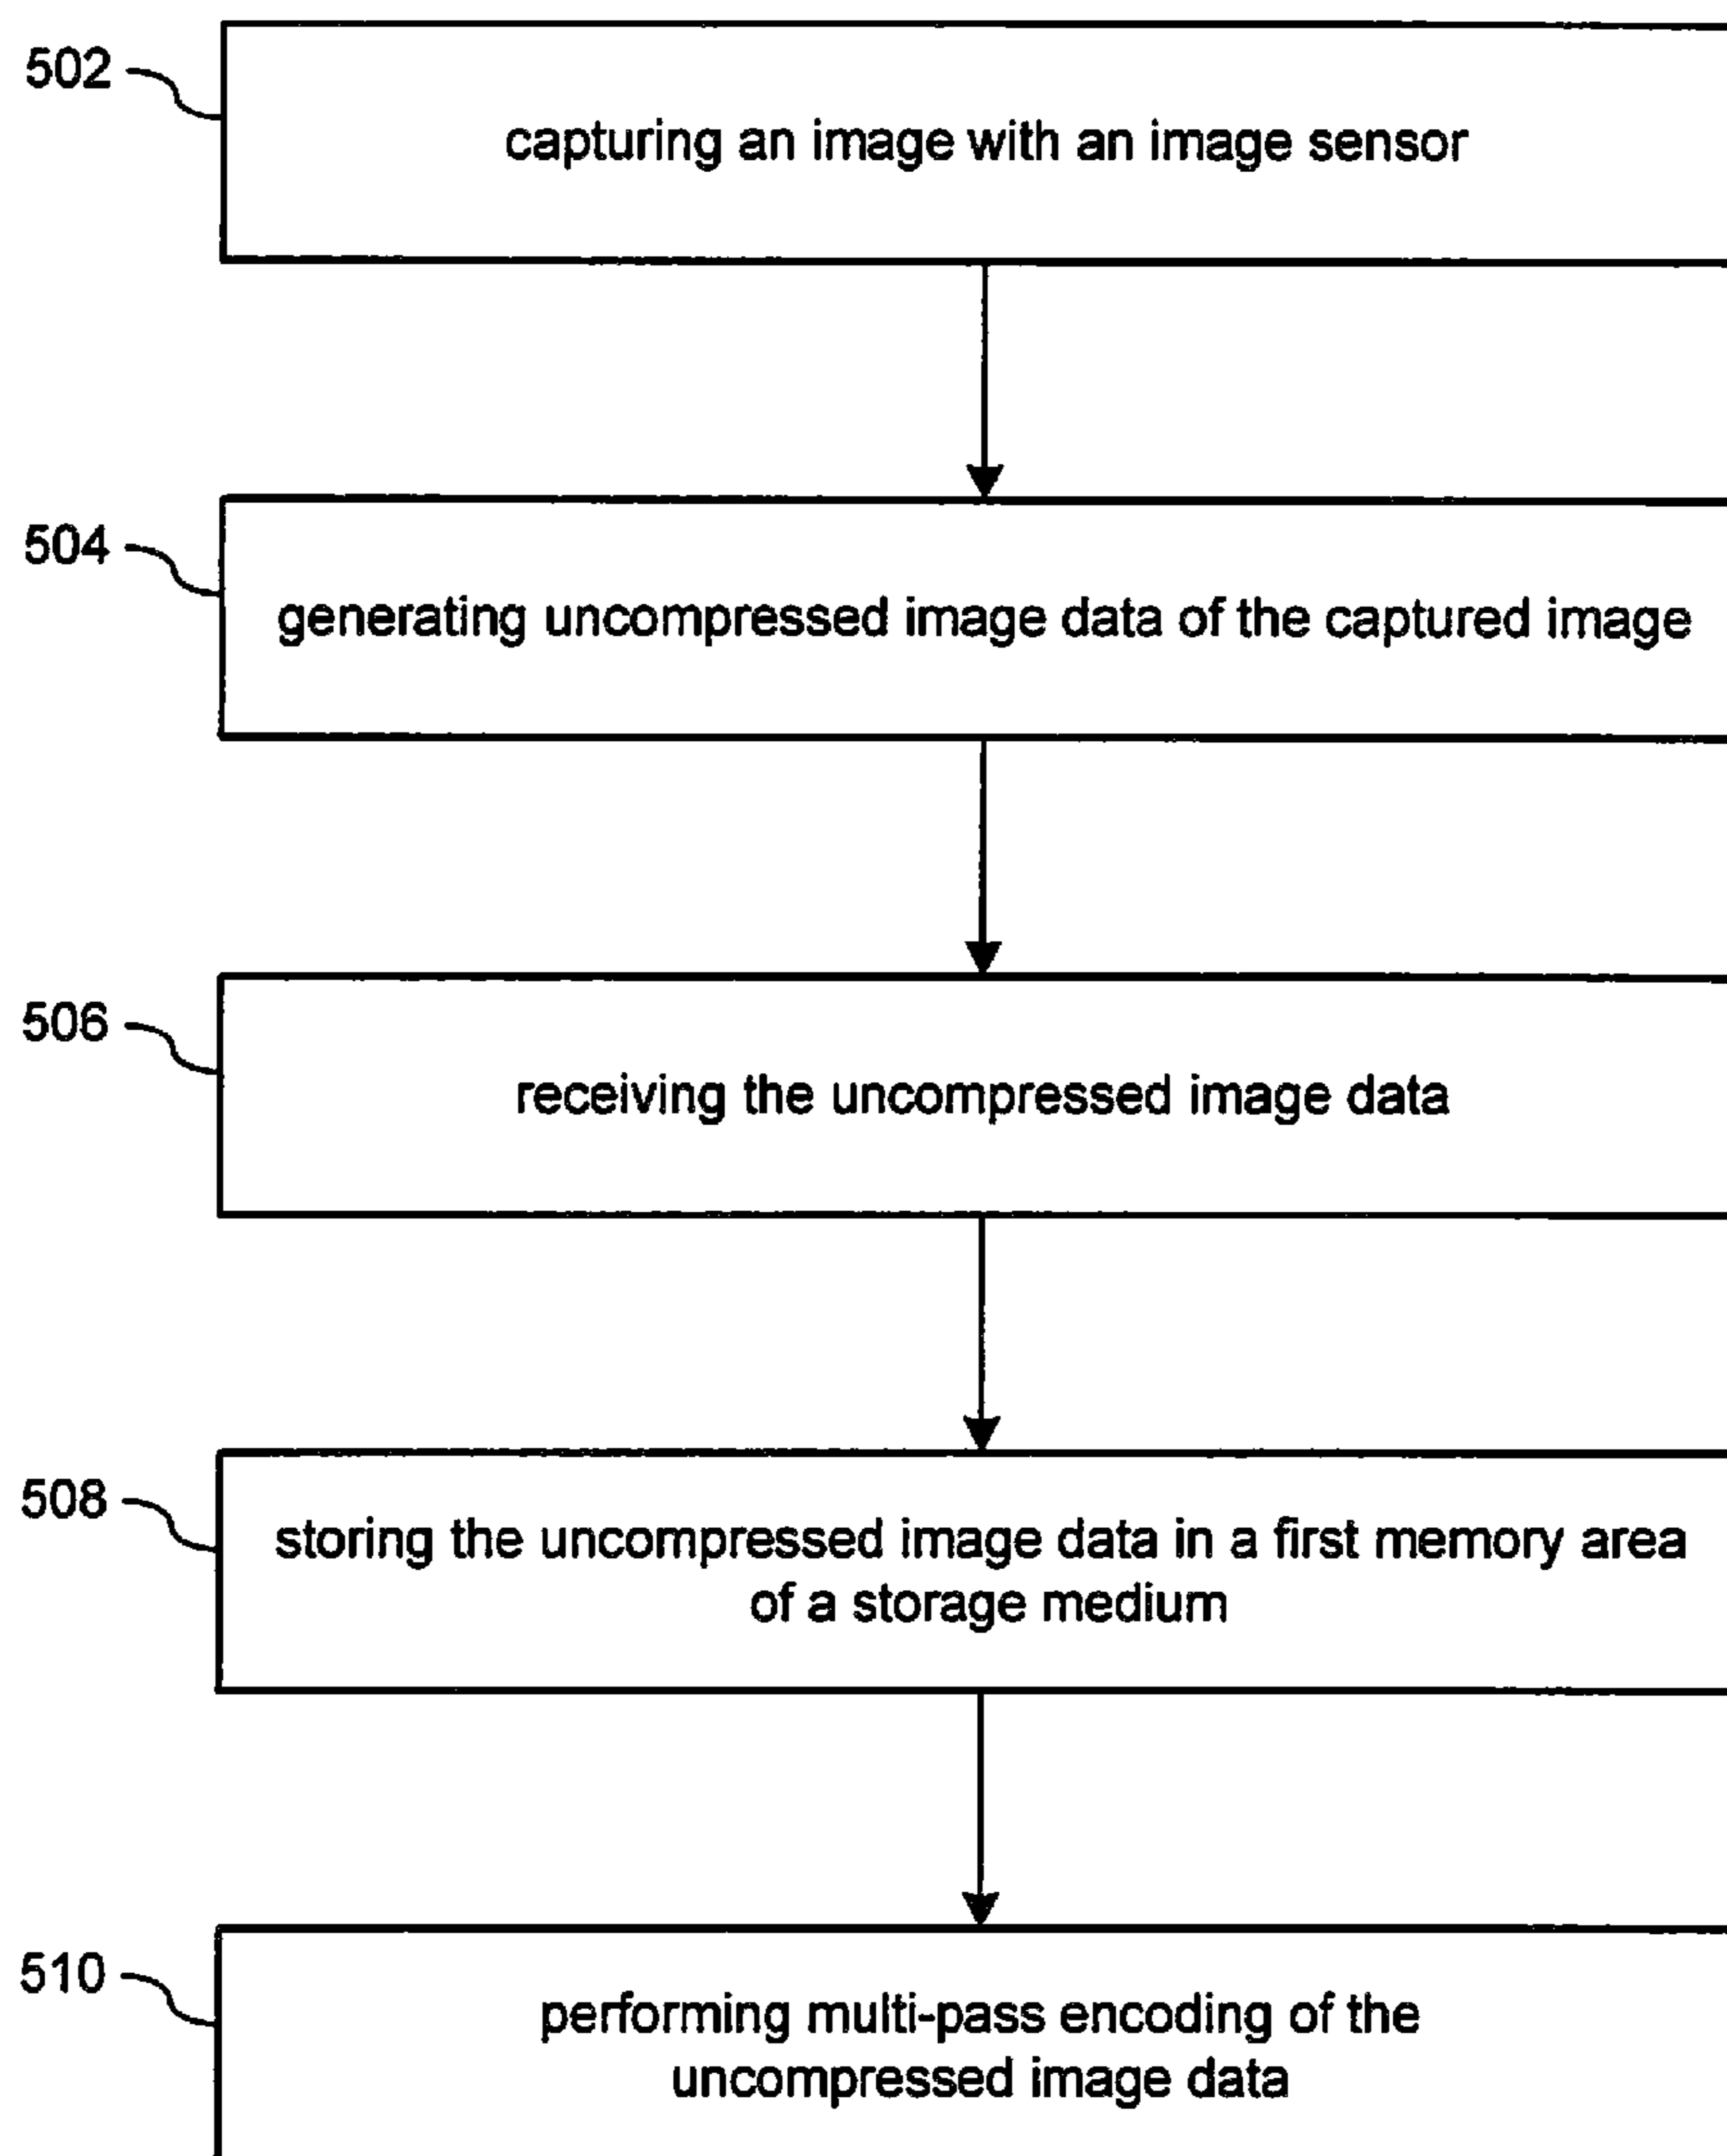 502
capturing an image with an image sensor
504
generating uncompressed image data of the captured image
506
receiving the uncompressed image data
508
storing the uncompressed image data in a first memory area
of a storage medium
510
performing multi-pass encoding of the
uncompressed image data